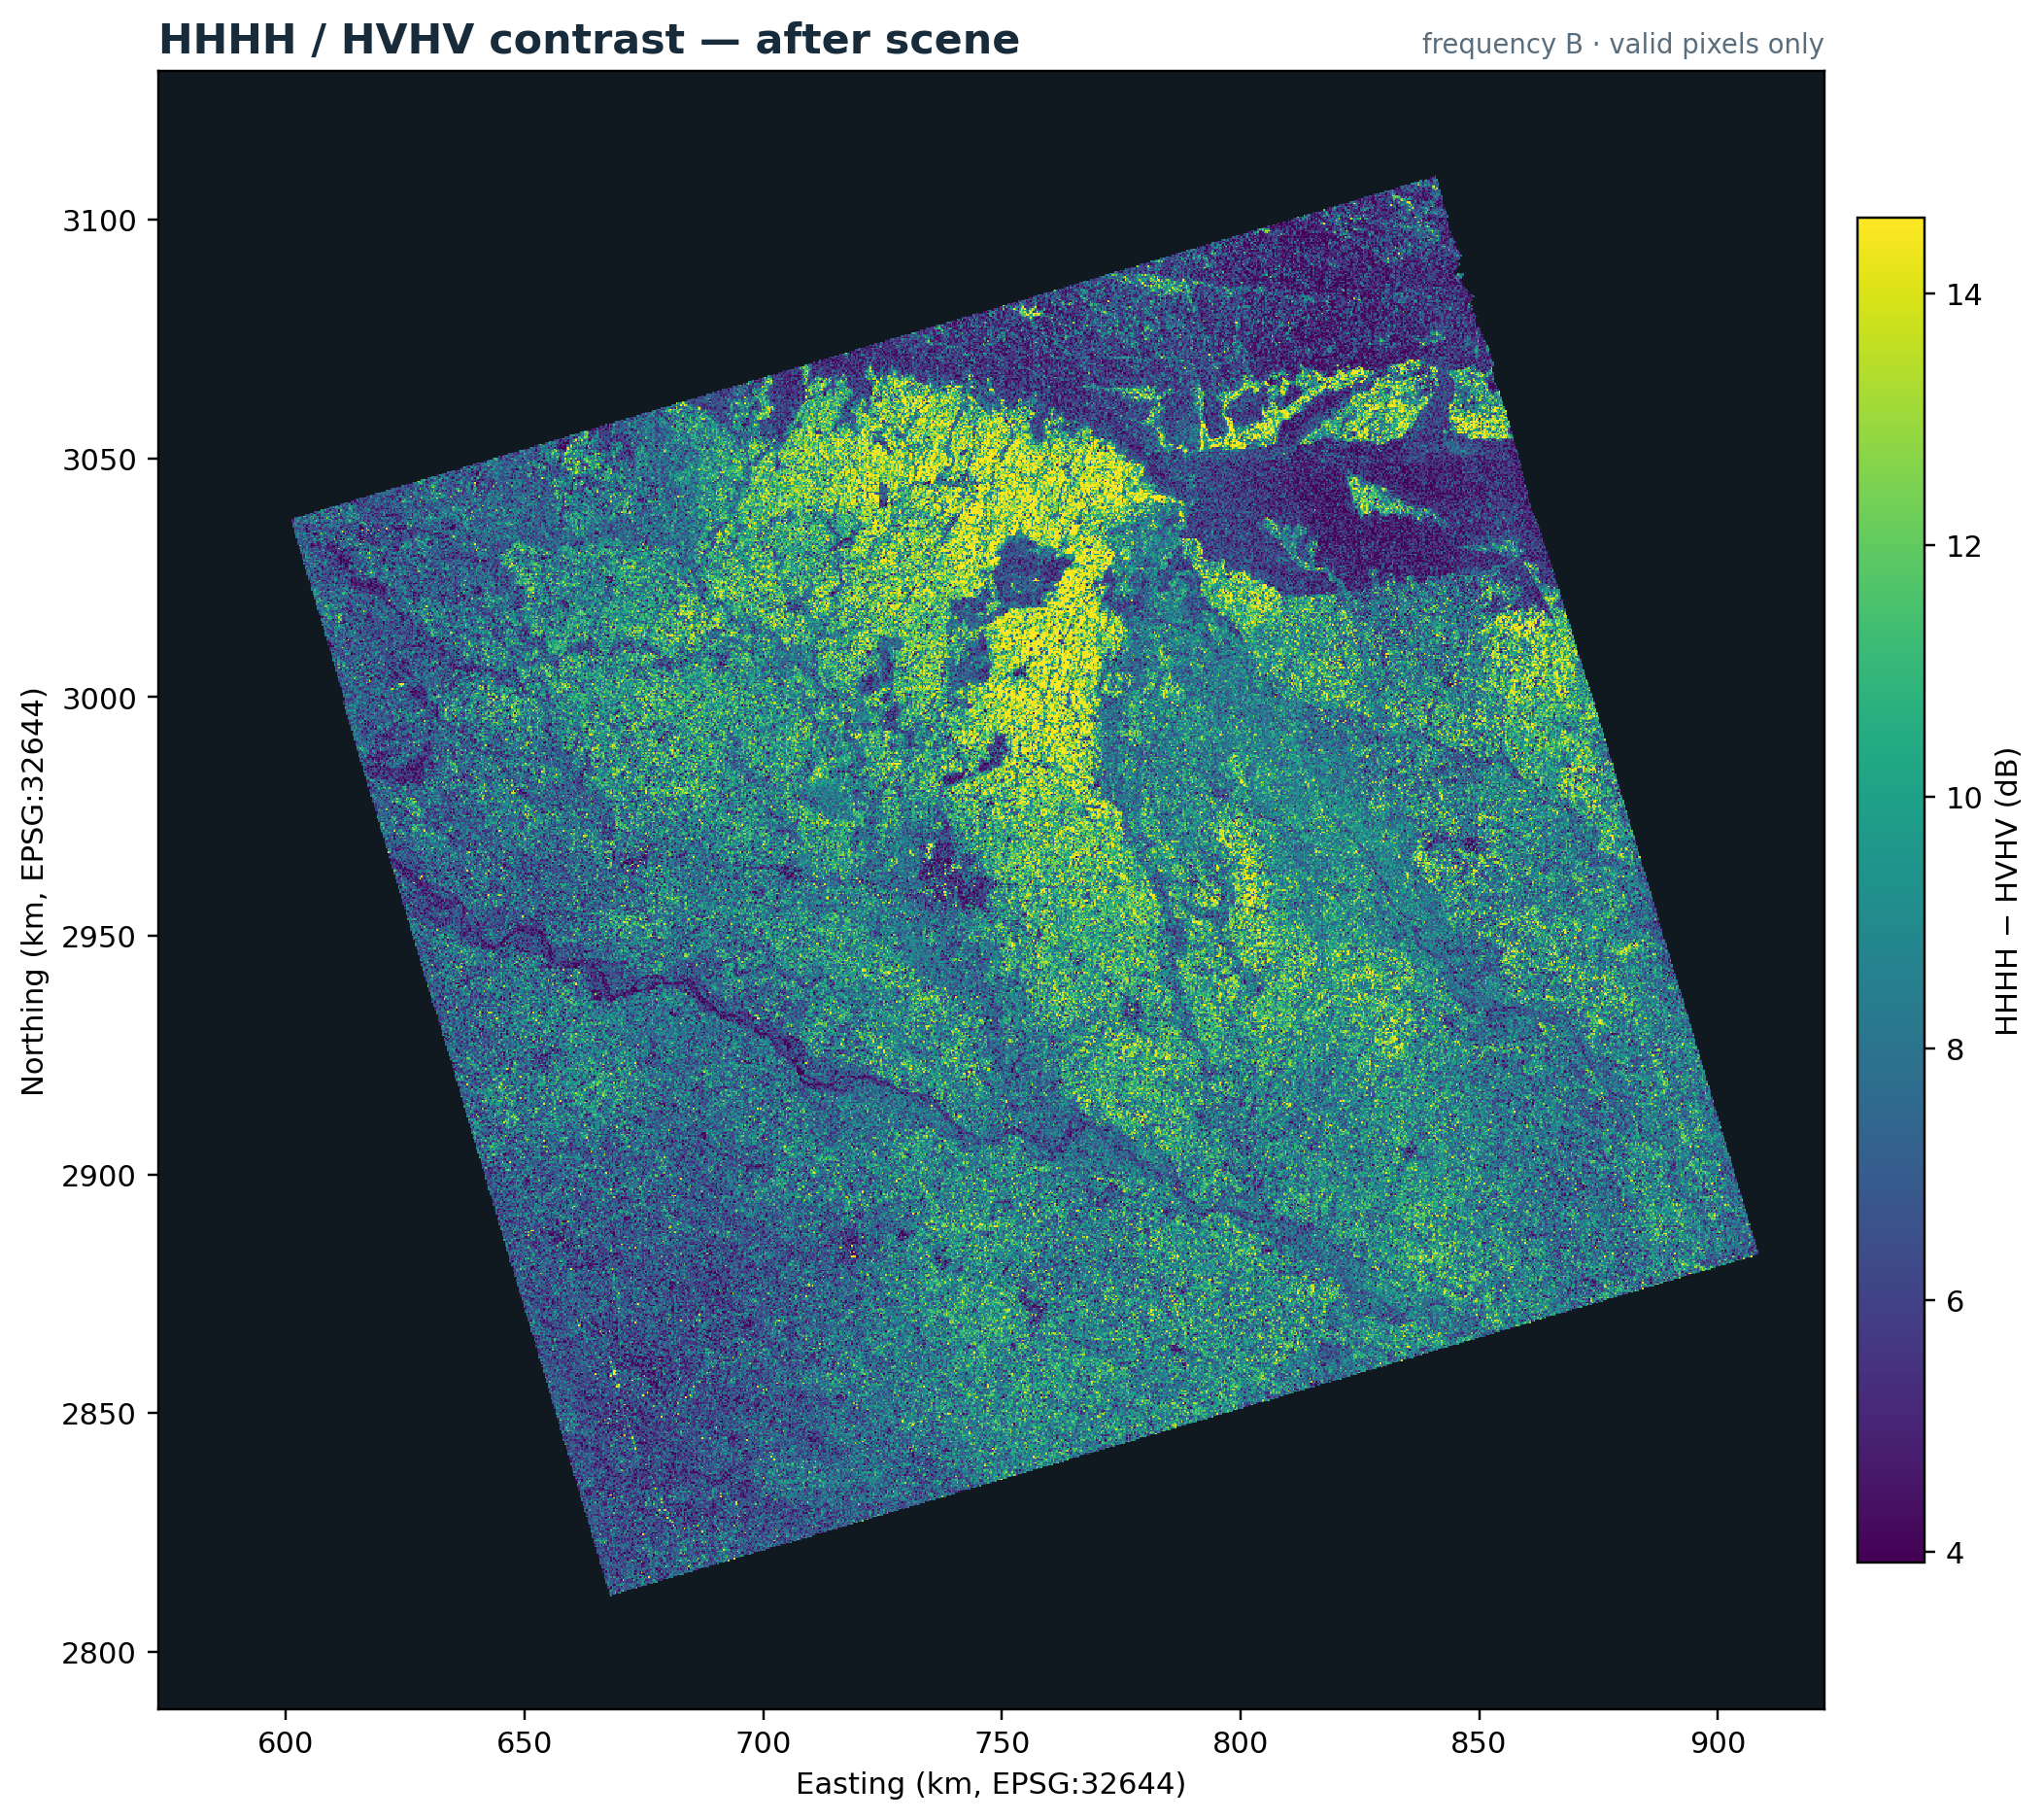 HHHH / HVHV contrast — after scene
frequency B · valid pixels only
3100
3050
3000
2950
2900
2850
2800
Northing (km, EPSG:32644)
600 650 700 750 800 850 900
Easting (km, EPSG:32644)
14
12
10
8
6
4
HHHH − HVHV (dB)